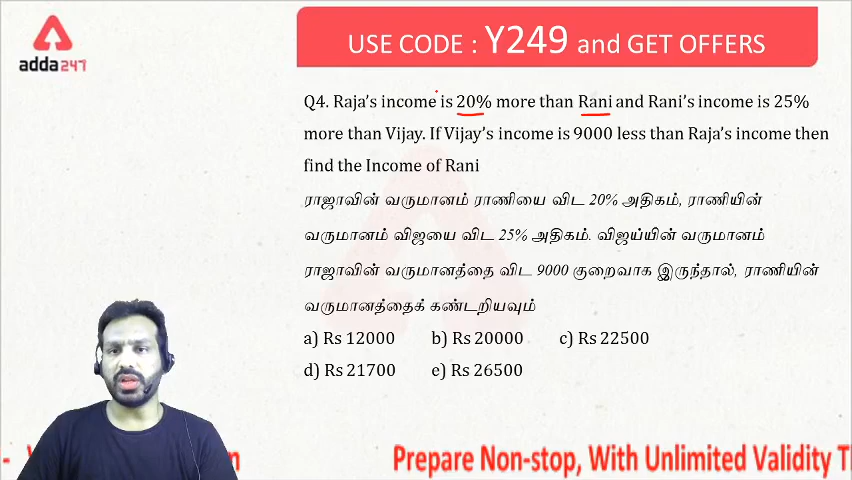 USE CODE : Y249 and GET OFFERS
adda247
Q4. Raja's income is 20% more than Rani and Rani's income is 25%
more than Vijay. If Vijay's income is 9000 less than Raja's income then
find the Income of Rani
ராஜாவின் வருமானம் ராணியை விட 20% அதிகம், ராணியின்
வருமானம் விஜயை விட 25% அதிகம். விஜய்யின் வருமானம்
ராஜாவின் வருமானத்தை விட 9000 குறைவாக இருந்தால், ராணியின்
வருமானத்தைக் கண்டறியவும்
a) Rs 12000 b) Rs 20000 c) Rs 22500
d) Rs 21700 e) Rs 26500
Prepare Non-stop, With Unlimited Validity